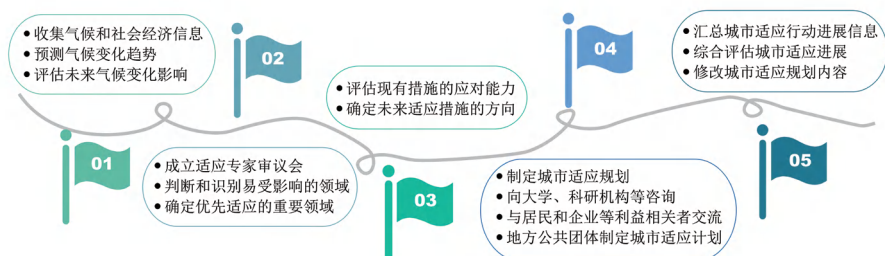 01
• 收集气候和社会经济信息
• 预测气候变化趋势
• 评估未来气候变化影响
02
• 成立适应专家审议会
• 判断和识别易受影响的领域
• 确定优先适应的重要领域
03
• 评估现有措施的应对能力
• 确定未来适应措施的方向
04
• 制定城市适应规划
• 向大学、科研机构等咨询
• 与居民和企业等利益相关者交流
• 地方公共团体制定城市适应计划
05
• 汇总城市适应行动进展信息
• 综合评估城市适应进展
• 修改城市适应规划内容